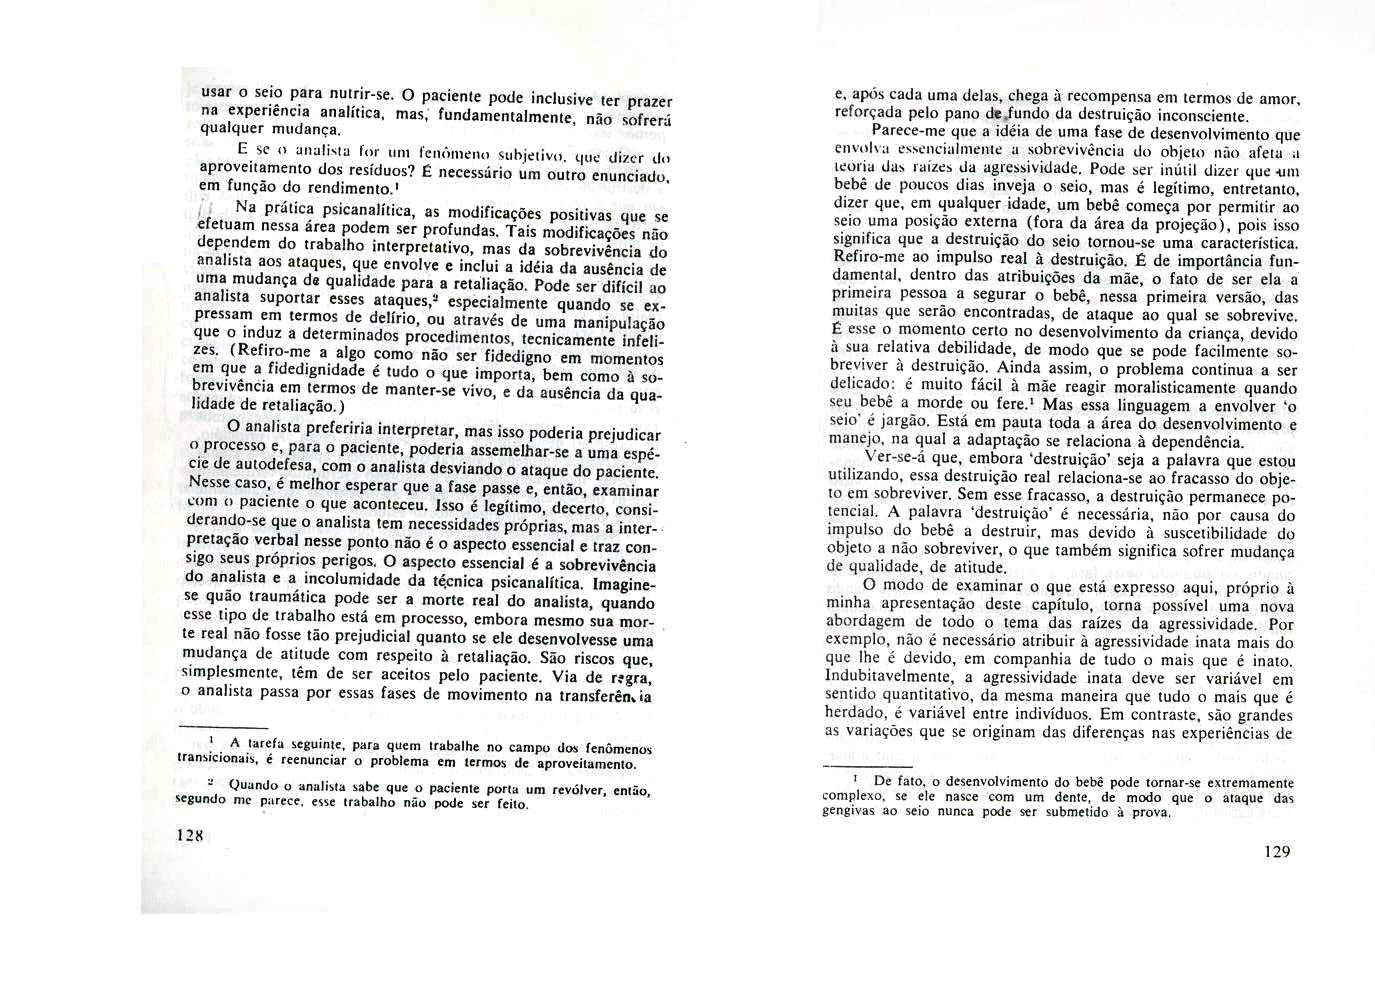 usar o seio para nutrir-se. O paciente pode inclusive ter prazer
na experiência analítica, mas, fundamentalmente, não sofrerá
qualquer mudança.
E se o analista for um fenômeno subjetivo, que dizer do
aproveitamento dos resíduos? É necessário um outro enunciado,
em função do rendimento.¹
Na prática psicanalítica, as modificações positivas que se
efetuam nessa área podem ser profundas. Tais modificações não
dependem do trabalho interpretativo, mas da sobrevivência do
analista aos ataques, que envolve e inclui a idéia da ausência de
uma mudança de qualidade para a retaliação. Pode ser difícil ao
analista suportar esses ataques,² especialmente quando se ex-
pressam em termos de delírio, ou através de uma manipulação
que o induz a determinados procedimentos, tecnicamente infeli-
zes. (Refiro-me a algo como não ser fidedigno em momentos
em que a fidedignidade é tudo o que importa, bem como à so-
brevivência em termos de manter-se vivo, e da ausência da qua-
lidade de retaliação.)
O analista preferiria interpretar, mas isso poderia prejudicar
o processo e, para o paciente, poderia assemelhar-se a uma espé-
cie de autodefesa, com o analista desviando o ataque do paciente.
Nesse caso, é melhor esperar que a fase passe e, então, examinar
com o paciente o que aconteceu. Isso é legítimo, decerto, consi-
derando-se que o analista tem necessidades próprias, mas a inter-
pretação verbal nesse ponto não é o aspecto essencial e traz con-
sigo seus próprios perigos. O aspecto essencial é a sobrevivência
do analista e a incolumidade da técnica psicanalítica. Imagine-
se quão traumática pode ser a morte real do analista, quando
esse tipo de trabalho está em processo, embora mesmo sua mor-
te real não fosse tão prejudicial quanto se ele desenvolvesse uma
mudança de atitude com respeito à retaliação. São riscos que,
simplesmente, têm de ser aceitos pelo paciente. Via de regra,
o analista passa por essas fases de movimento na transferência
¹ A tarefa seguinte, para quem trabalhe no campo dos fenômenos
transicionais, é reenunciar o problema em termos de aproveitamento.
² Quando o analista sabe que o paciente porta um revólver, então,
segundo me parece, esse trabalho não pode ser feito.
128
e, após cada uma delas, chega à recompensa em termos de amor,
reforçada pelo pano de fundo da destruição inconsciente.
Parece-me que a idéia de uma fase de desenvolvimento que
envolva essencialmente a sobrevivência do objeto não afeta a
teoria das raízes da agressividade. Pode ser inútil dizer que um
bebê de poucos dias inveja o seio, mas é legítimo, entretanto,
dizer que, em qualquer idade, um bebê começa por permitir ao
seio uma posição externa (fora da área da projeção), pois isso
significa que a destruição do seio tornou-se uma característica.
Refiro-me ao impulso real à destruição. É de importância fun-
damental, dentro das atribuições da mãe, o fato de ser ela a
primeira pessoa a segurar o bebê, nessa primeira versão, das
muitas que serão encontradas, de ataque ao qual se sobrevive.
É esse o momento certo no desenvolvimento da criança, devido
à sua relativa debilidade, de modo que se pode facilmente so-
breviver à destruição. Ainda assim, o problema continua a ser
delicado: é muito fácil à mãe reagir moralisticamente quando
seu bebê a morde ou fere.¹ Mas essa linguagem a envolver ‘o
seio’ é jargão. Está em pauta toda a área do desenvolvimento e
manejo, na qual a adaptação se relaciona à dependência.
Ver-se-á que, embora ‘destruição’ seja a palavra que estou
utilizando, essa destruição real relaciona-se ao fracasso do obje-
to em sobreviver. Sem esse fracasso, a destruição permanece po-
tencial. A palavra ‘destruição’ é necessária, não por causa do
impulso do bebê a destruir, mas devido à suscetibilidade do
objeto a não sobreviver, o que também significa sofrer mudança
de qualidade, de atitude.
O modo de examinar o que está expresso aqui, próprio à
minha apresentação deste capítulo, torna possível uma nova
abordagem de todo o tema das raízes da agressividade. Por
exemplo, não é necessário atribuir à agressividade inata mais do
que lhe é devido, em companhia de tudo o mais que é inato.
Indubitavelmente, a agressividade inata deve ser variável em
sentido quantitativo, da mesma maneira que tudo o mais que é
herdado, é variável entre indivíduos. Em contraste, são grandes
as variações que se originam das diferenças nas experiências de
¹ De fato, o desenvolvimento do bebê pode tornar-se extremamente
complexo, se ele nasce com um dente, de modo que o ataque das
gengivas ao seio nunca pode ser submetido à prova.
129